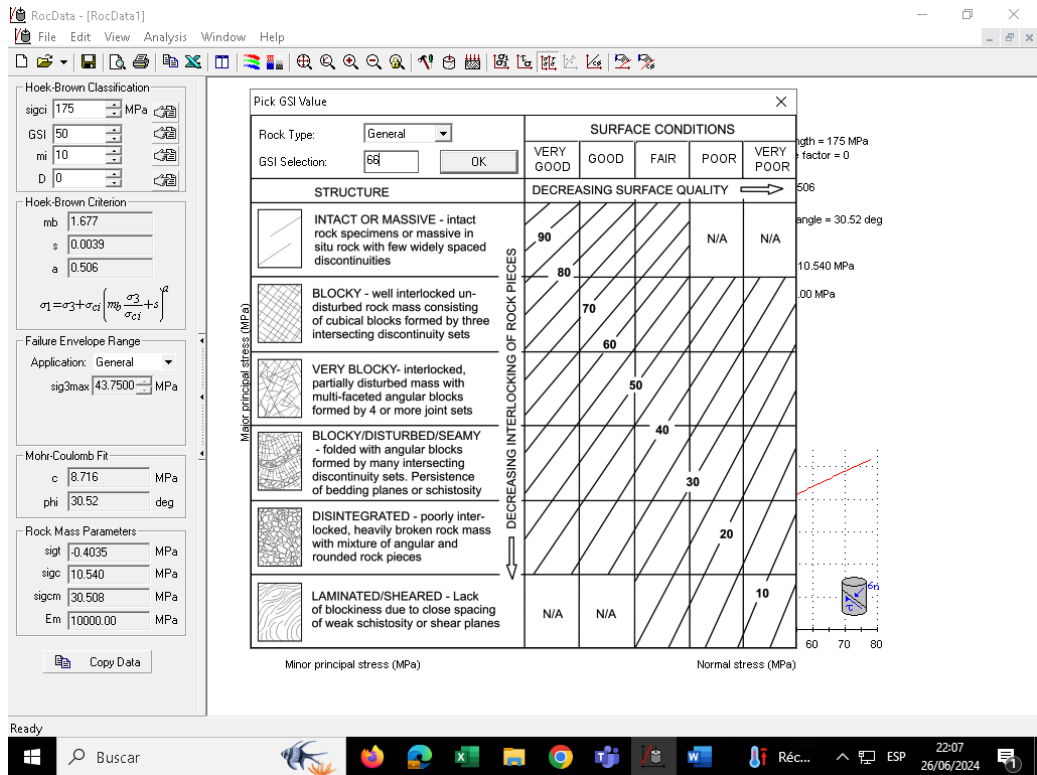 RocData - [RocData1]
File Edit View Analysis Window Help
Hoek-Brown Classification
sigci 175 MPa
GSI 50
mi 10
D 0
Hoek-Brown Criterion
mb 1.677
s 0.0039
a 0.506
σ1=σ3+σci(mb σ3/σci+s)^a
Failure Envelope Range
Application: General
sig3max 43.7500 MPa
Mohr-Coulomb Fit
c 8.716 MPa
phi 30.52 deg
Rock Mass Parameters
sigt -0.4035 MPa
sigc 10.540 MPa
sigcm 30.508 MPa
Em 10000.00 MPa
Copy Data
Pick GSI Value
Rock Type: General
GSI Selection: 66 OK
SURFACE CONDITIONS
VERY GOOD
GOOD
FAIR
POOR
VERY POOR
STRUCTURE
DECREASING SURFACE QUALITY
INTACT OR MASSIVE - intact
rock specimens or massive in
situ rock with few widely spaced
discontinuities
BLOCKY - well interlocked un-
disturbed rock mass consisting
of cubical blocks formed by three
intersecting discontinuity sets
VERY BLOCKY- interlocked,
partially disturbed mass with
multi-faceted angular blocks
formed by 4 or more joint sets
BLOCKY/DISTURBED/SEAMY
- folded with angular blocks
formed by many intersecting
discontinuity sets. Persistence
of bedding planes or schistosity
DISINTEGRATED - poorly inter-
locked, heavily broken rock mass
with mixture of angular and
rounded rock pieces
LAMINATED/SHEARED - Lack
of blockiness due to close spacing
of weak schistosity or shear planes
DECREASING INTERLOCKING OF ROCK PIECES
90
80
70
60
50
40
30
20
10
N/A N/A
N/A N/A
Major principal stress (MPa)
Minor principal stress (MPa)
Normal stress (MPa)
ngth = 175 MPa
factor = 0
506
angle = 30.52 deg
10.540 MPa
.00 MPa
60 70 80
σn
τ
Ready
Buscar
Réc...
ESP
22:07
26/06/2024
1